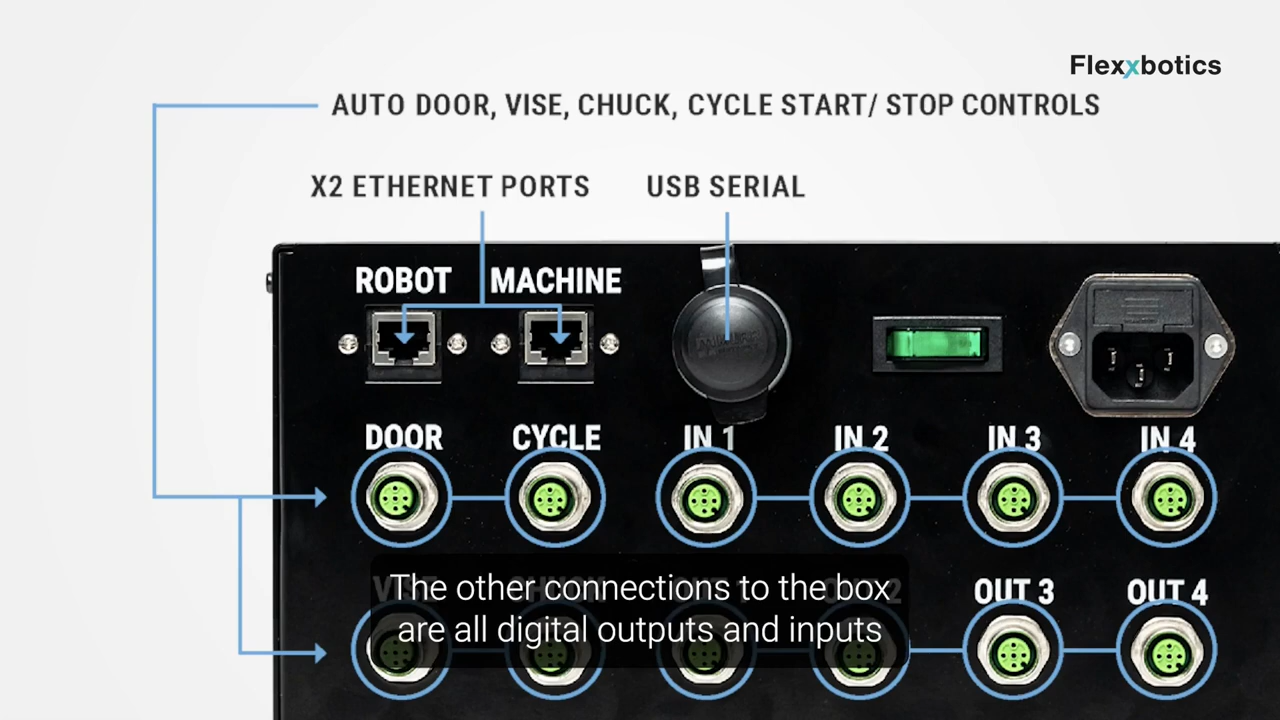 Flexxbotics
AUTO DOOR, VISE, CHUCK, CYCLE START/ STOP CONTROLS
X2 ETHERNET PORTS
USB SERIAL
ROBOT
MACHINE
DOOR
CYCLE
IN 1
IN 2
IN 3
IN 4
OUT 3
OUT 4
The other connections to the box
are all digital outputs and inputs